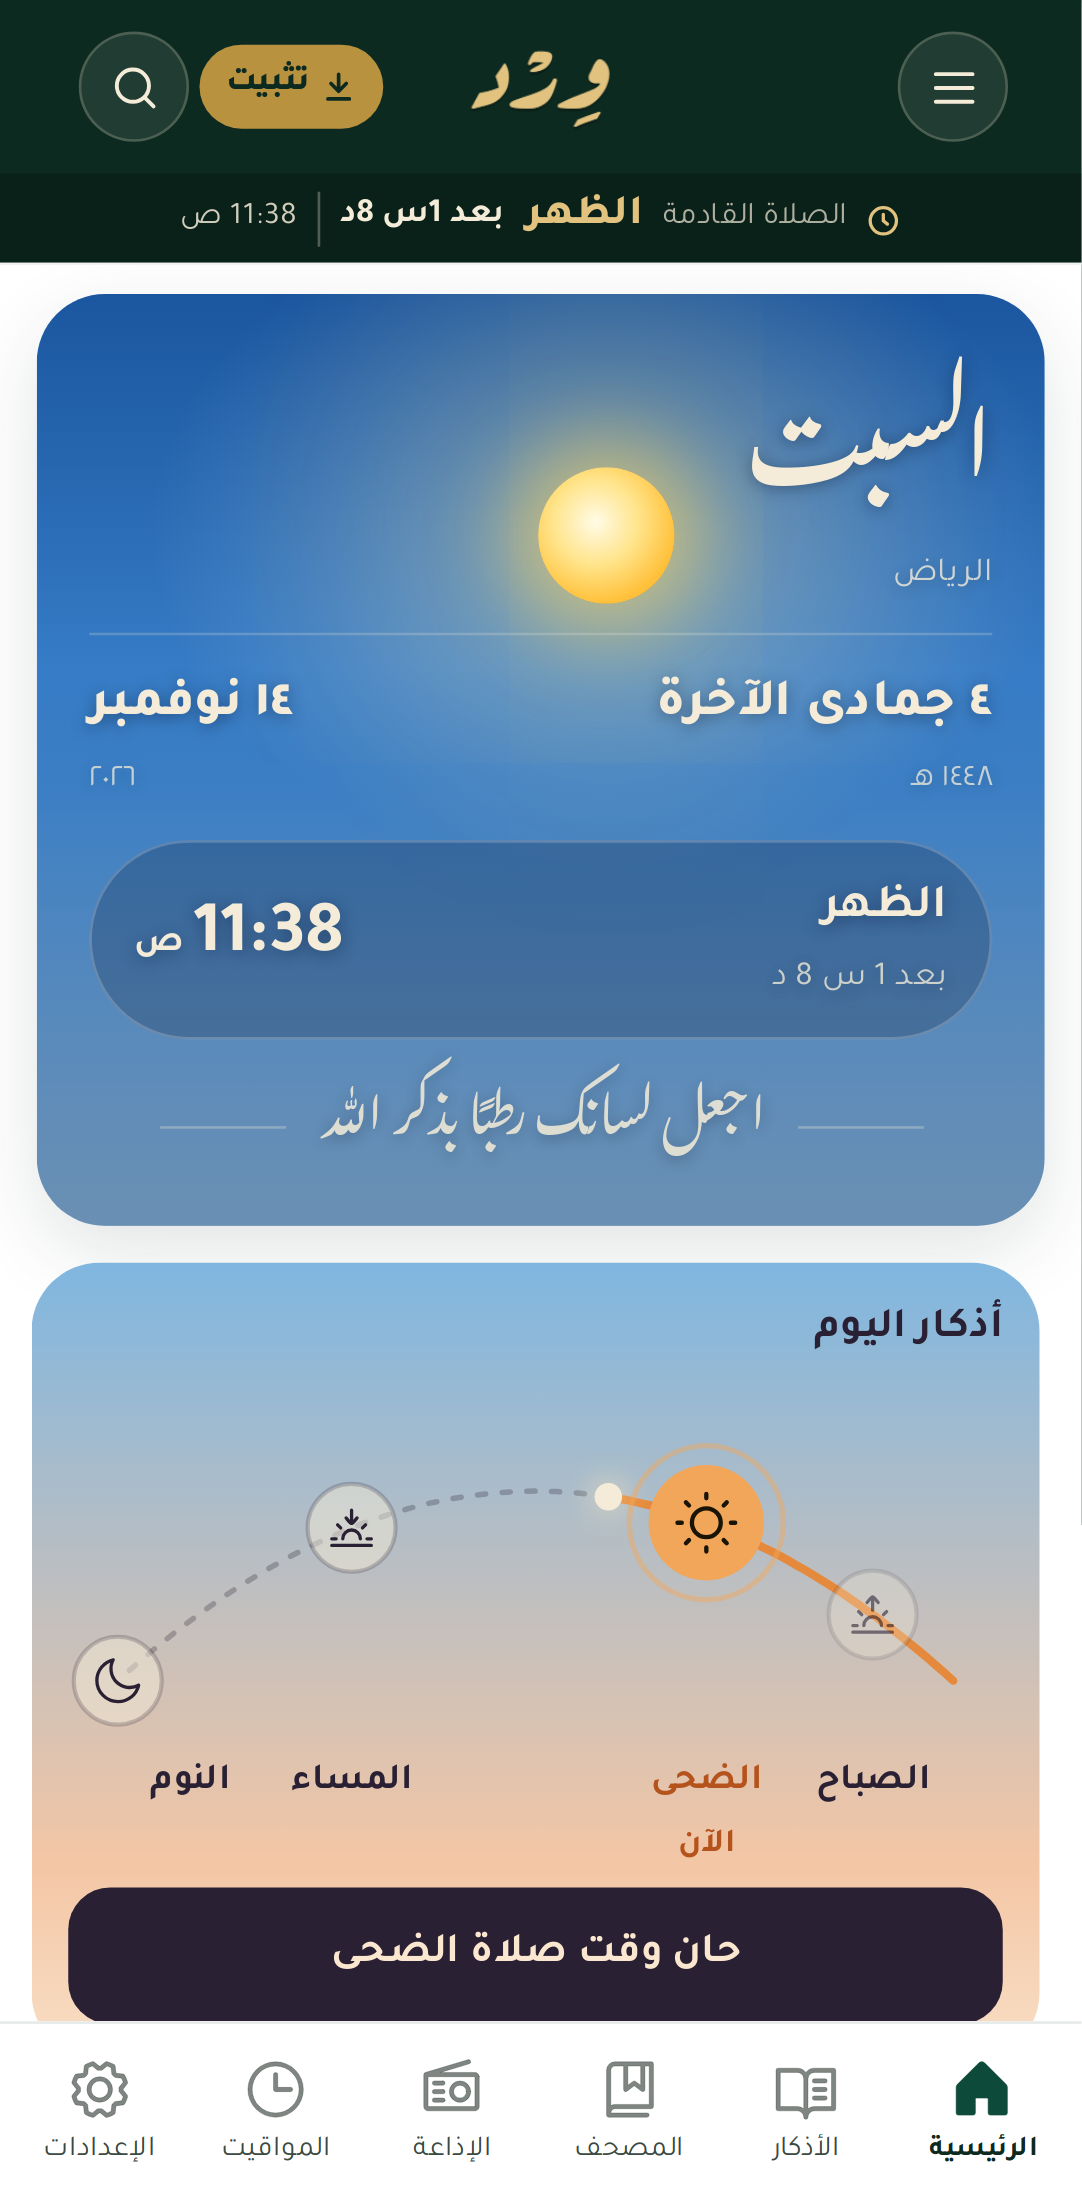 وِرْد
تثبيت
الصلاة القادمة الظهر بعد 1س 8د 11:38 ص
السبت
الرياض
٤ جمادى الآخرة
١٤٤٨ هـ
١٤ نوفمبر
٢٠٢٦
الظهر
بعد 1 س 8 د
11:38 ص
اجعل لسانك رطبًا بذكر الله
أذكار اليوم
الصباح
الضحى
الآن
المساء
النوم
حان وقت صلاة الضحى
الرئيسية
الأذكار
المصحف
الإذاعة
المواقيت
الإعدادات